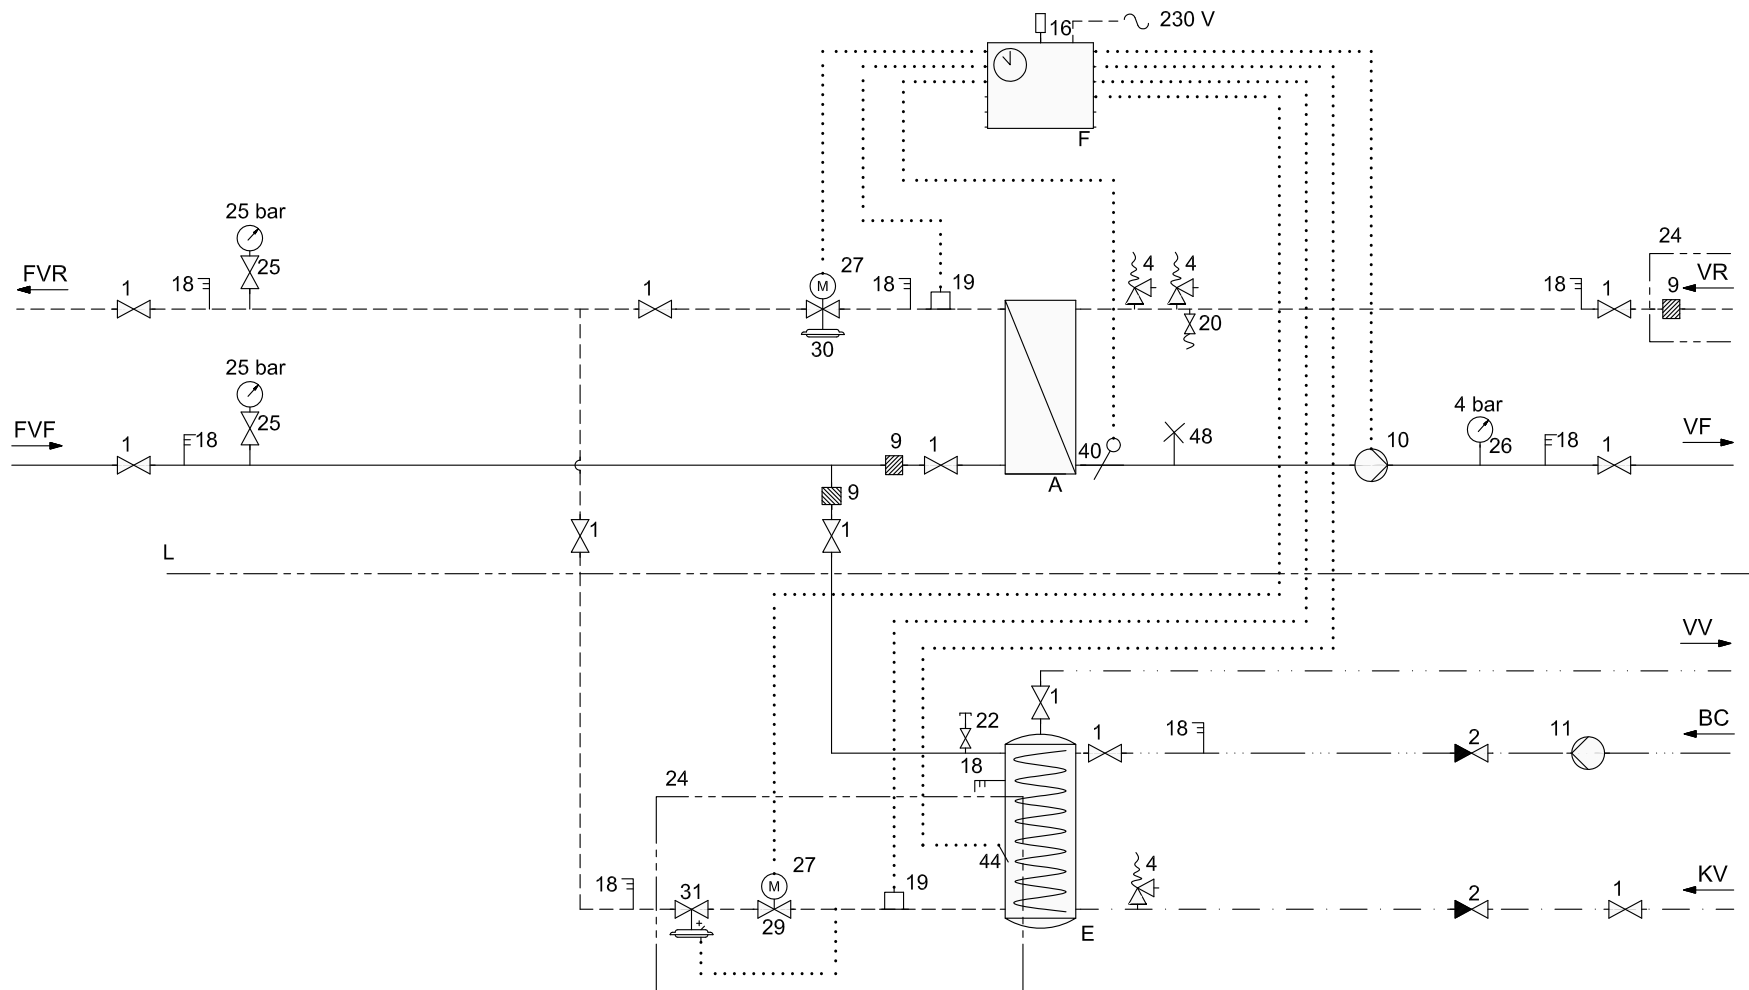 16 230 V
F
25 bar
24
FVR 25 27 4 4 VR
1 18 1 18 19 18 1 9
20
30
25 bar
4 bar
FVF 25 VF
1 18 9 1 40 48 10 26 18 1
A
9
1 1
L
VV
1
22 BC
1 18 2 11
18
24
44 4
27 KV
18 31 19 2 1
29
E
M
M